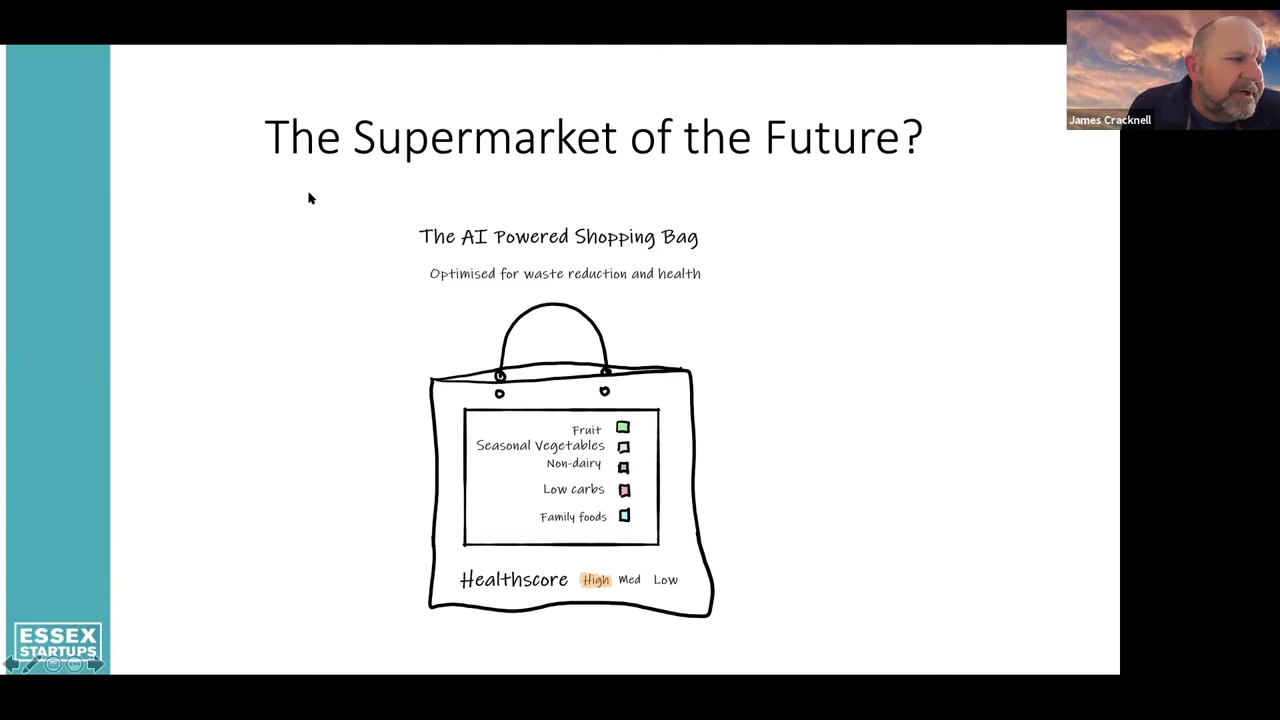 The Supermarket of the Future?
James Cracknell
The AI Powered Shopping Bag
Optimised for waste reduction and health
Fruit
Seasonal Vegetables
Non-dairy
Low carbs
Family foods
Healthscore High Med Low
ESSEX
STARTUPS